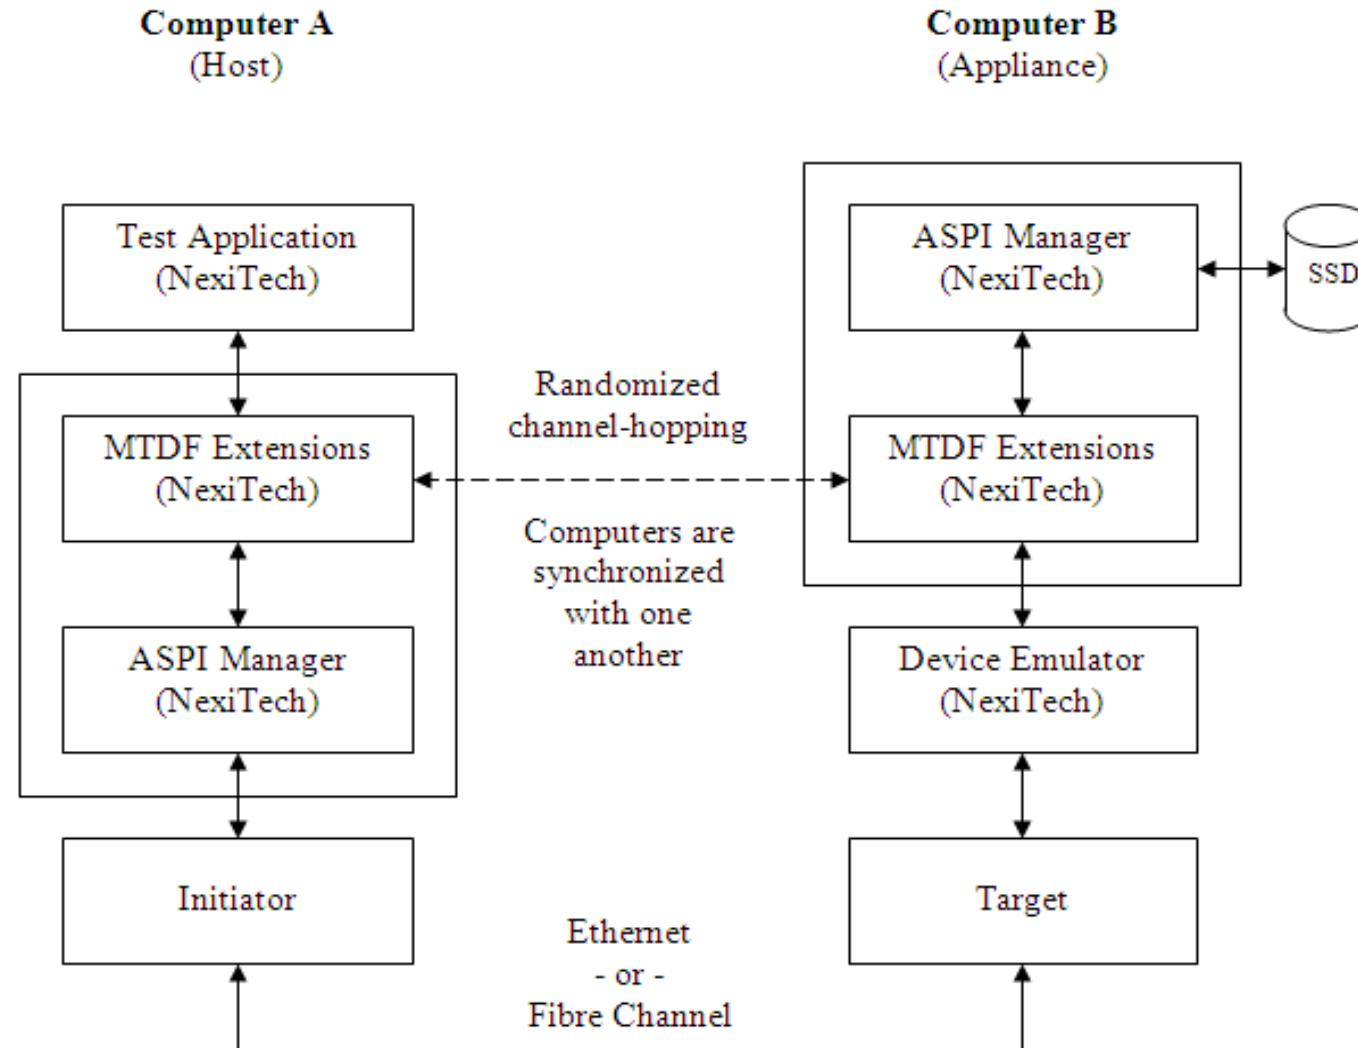 Computer A
(Host)
Computer B
(Appliance)
Test Application
(NexiTech)
ASPI Manager
(NexiTech)
SSD
Randomized
channel-hopping
MTDF Extensions
(NexiTech)
MTDF Extensions
(NexiTech)
Computers are
synchronized
with one
another
ASPI Manager
(NexiTech)
Device Emulator
(NexiTech)
Initiator
Target
Ethernet
- or -
Fibre Channel